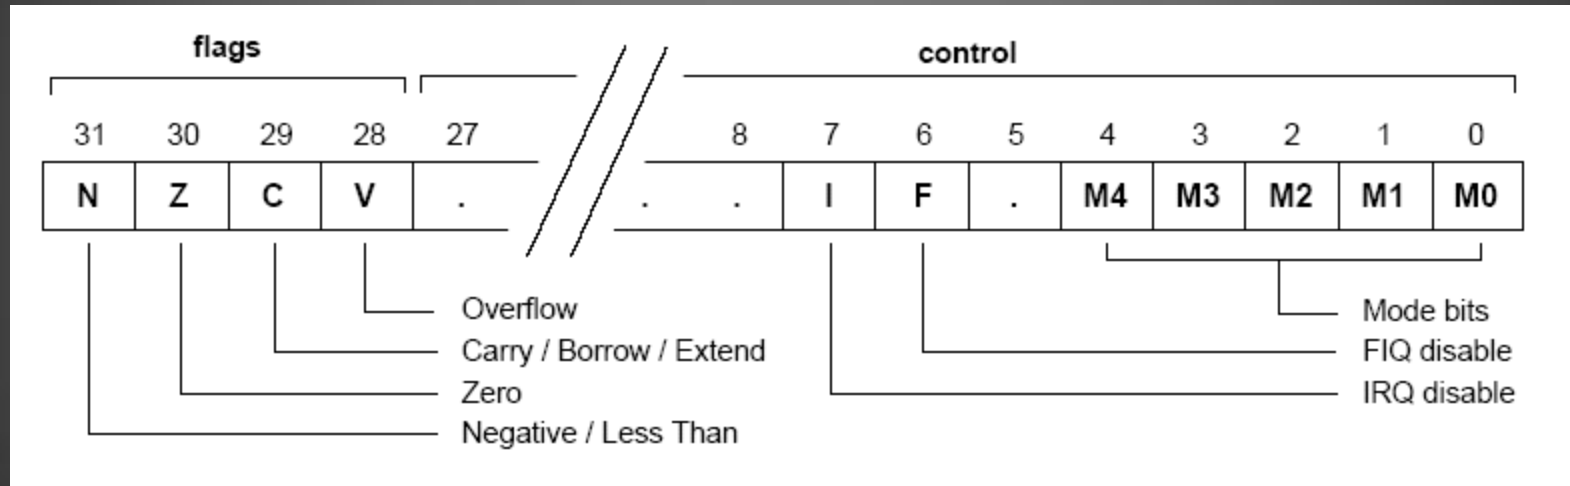 flags
control
31 30 29 28 27 8 7 6 5 4 3 2 1 0
N Z C V . . . I F . M4 M3 M2 M1 M0
Overflow
Mode bits
Carry / Borrow / Extend
FIQ disable
Zero
IRQ disable
Negative / Less Than